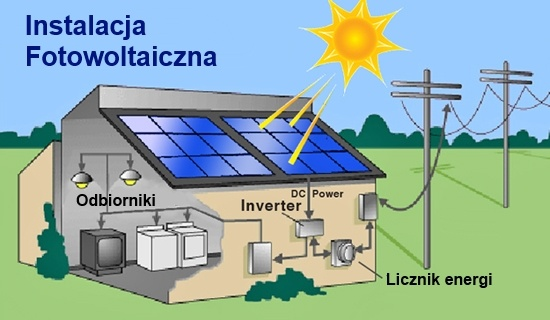 Instalacja
Fotowoltaiczna
Odbiorniki
DC Power
Inverter
Licznik energi